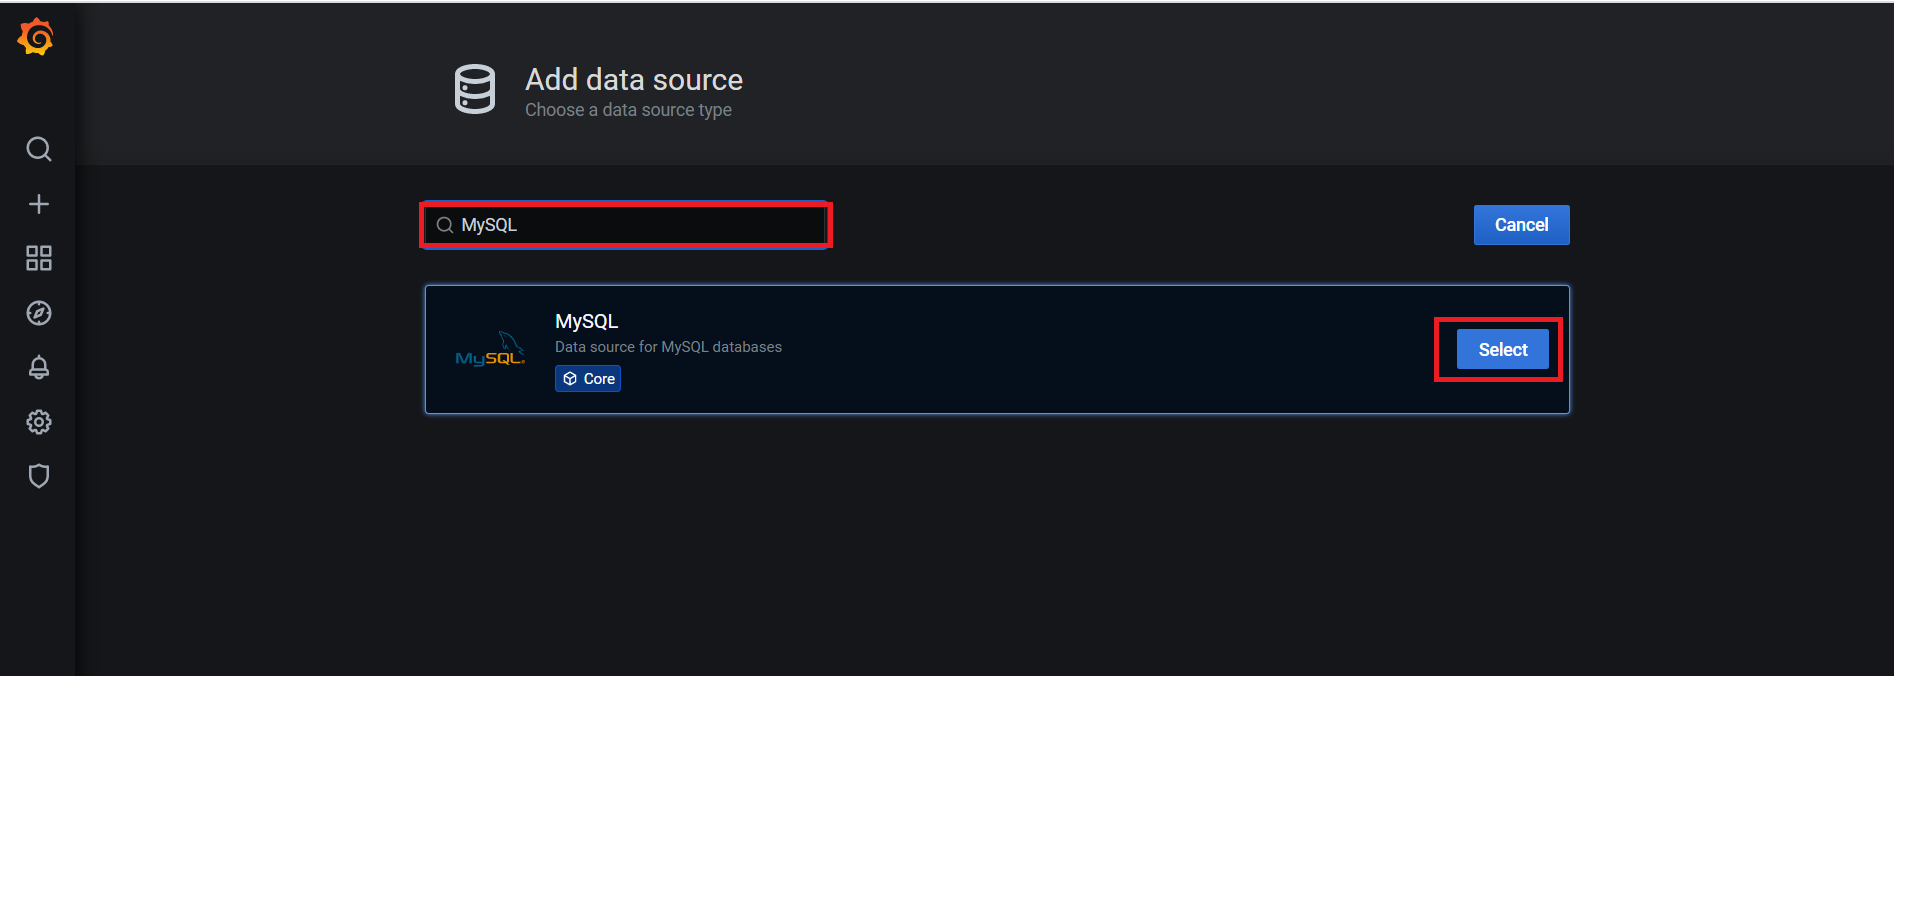 Add data source
Choose a data source type
MySQL
Cancel
MySQL
Data source for MySQL databases
MySQL
Core
Select